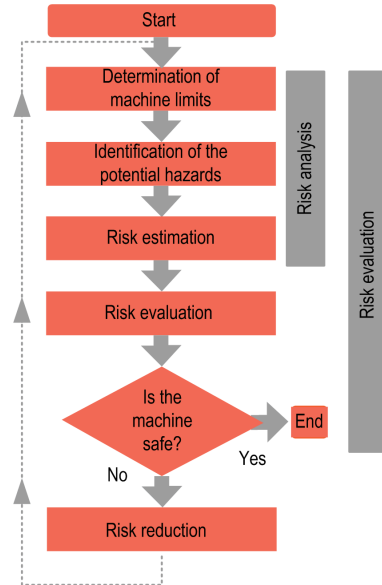 Start
Determination of
machine limits
Identification of the
potential hazards
Risk estimation
Risk evaluation
Is the
machine
safe?
Yes
End
No
Risk reduction
Risk analysis
Risk evaluation